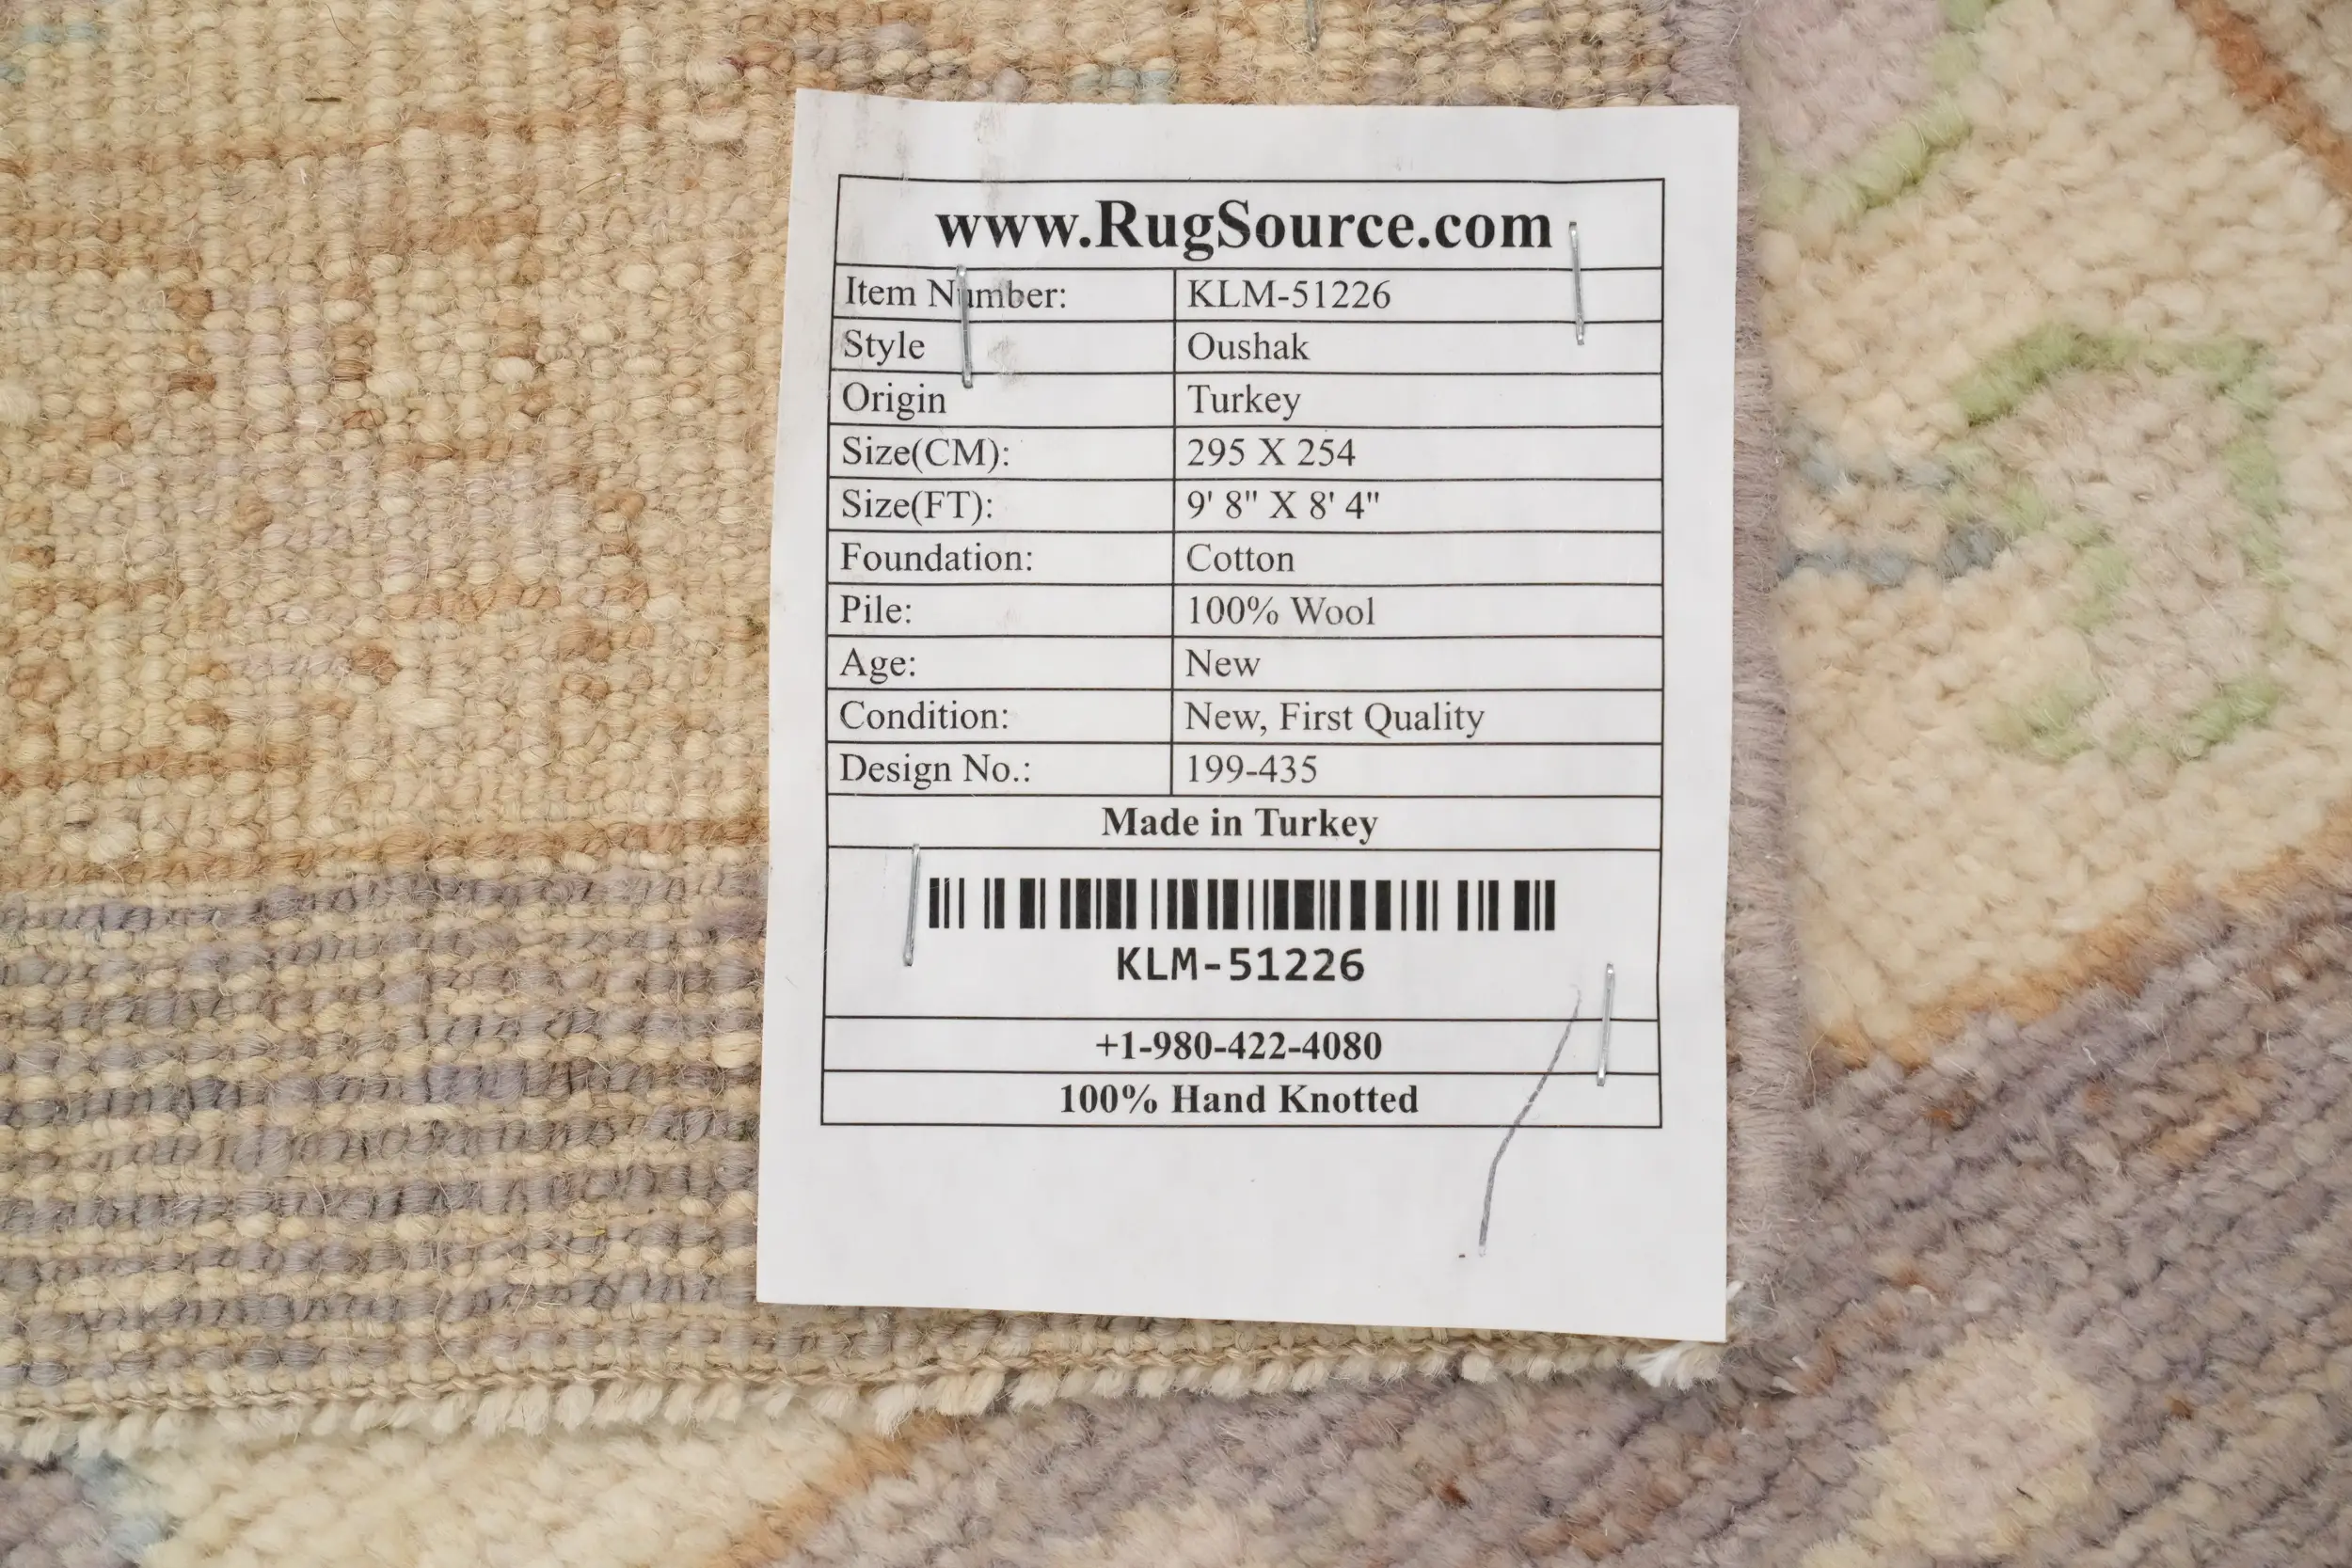 www.RugSource.com
Item Number: KLM-51226
Style Oushak
Origin Turkey
Size(CM): 295 X 254
Size(FT): 9' 8" X 8' 4"
Foundation: Cotton
Pile: 100% Wool
Age: New
Condition: New, First Quality
Design No.: 199-435
Made in Turkey
KLM-51226
+1-980-422-4080
100% Hand Knotted